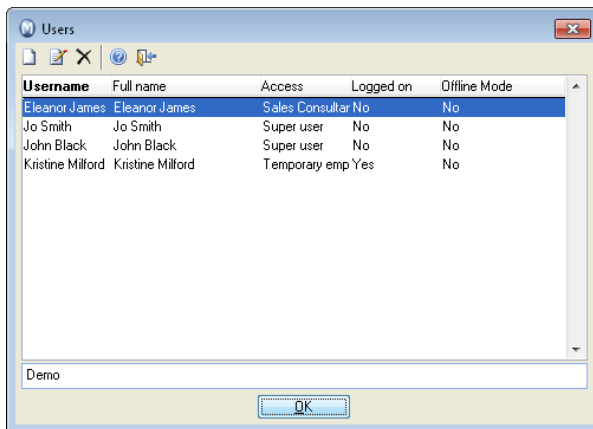 Users
Username Full name Access Logged on Offline Mode
Eleanor James Eleanor James Sales Consultar No No
Jo Smith Jo Smith Super user No No
John Black John Black Super user No No
Kristine Milford Kristine Milford Temporary emp Yes No
Demo
OK